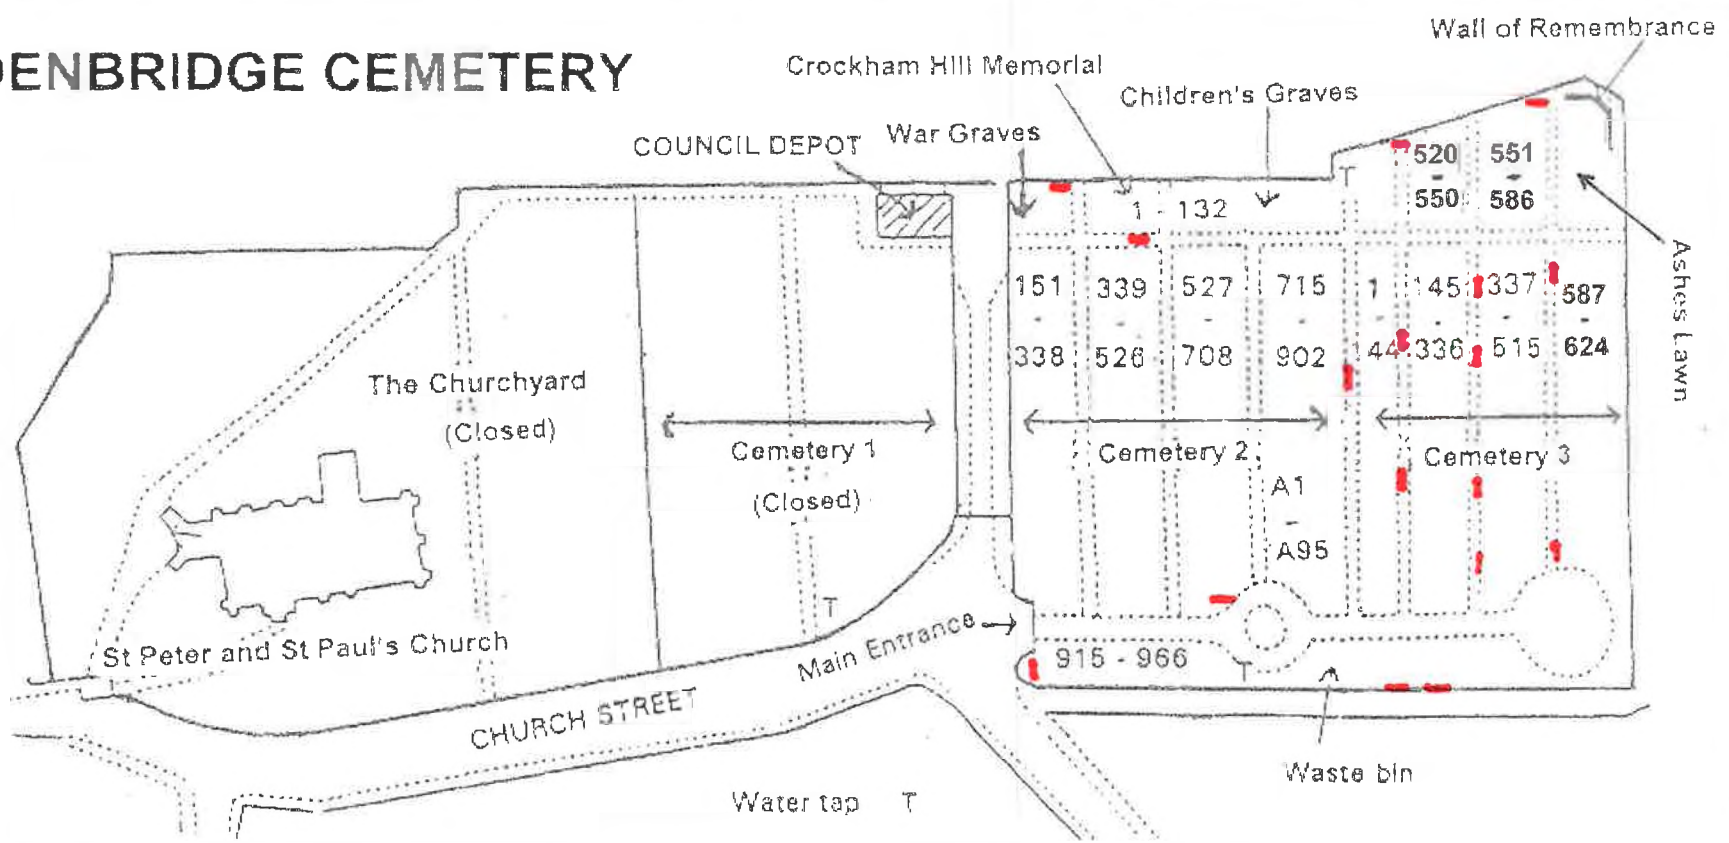 DENBRIDGE CEMETERY
Wall of Remembrance
Crockham Hill Memorial
Children's Graves
COUNCIL DEPOT
War Graves
520
-
550
551
-
586
T
1 - 132
Ashes Lawn
151
-
338
339
-
526
527
-
708
715
-
902
1
-
144
145
-
336
337
-
515
587
-
624
The Churchyard
(Closed)
Cemetery 1
(Closed)
Cemetery 2
Cemetery 3
A1
-
A95
T
St Peter and St Paul's Church
Main Entrance
915 - 966
T
CHURCH STREET
Waste bin
Water tap T